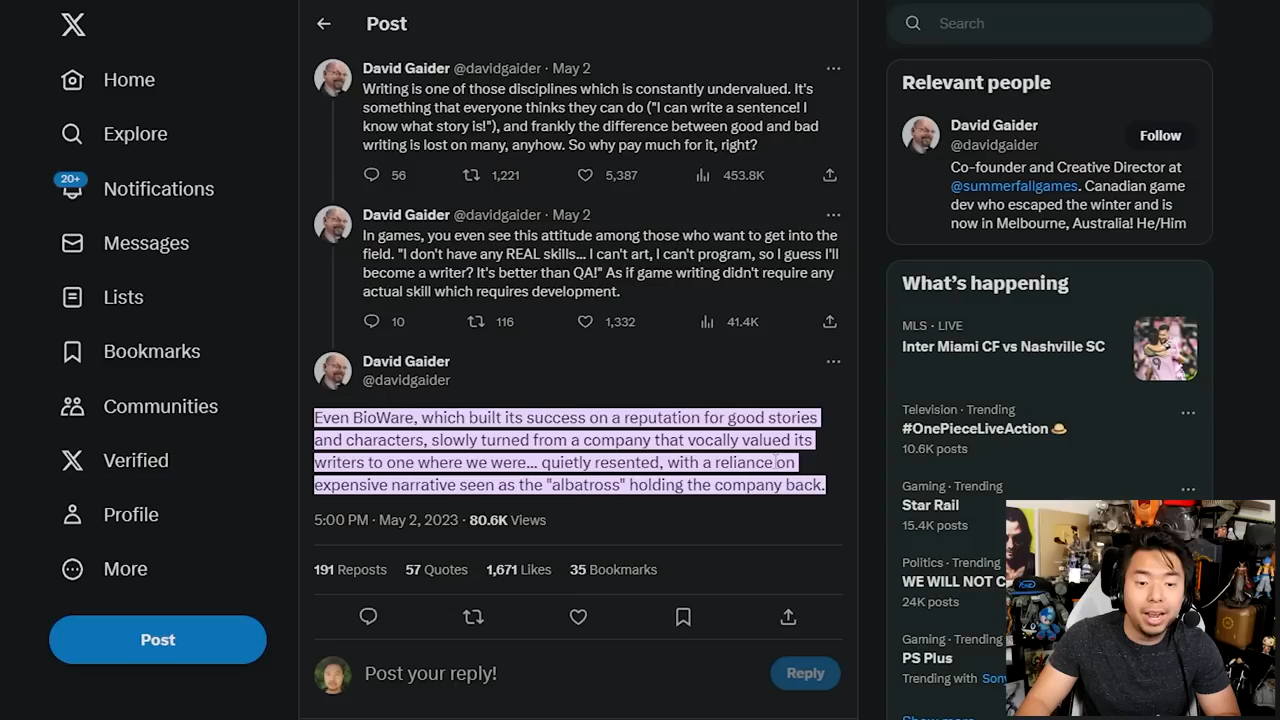 Home
Explore
20+
Notifications
Messages
Lists
Bookmarks
Communities
Verified
Profile
More
Post
Post
David Gaider @davidgaider · May 2
Writing is one of those disciplines which is constantly undervalued. It's
something that everyone thinks they can do ("I can write a sentence! I
know what story is!"), and frankly the difference between good and bad
writing is lost on many, anyhow. So why pay much for it, right?
56 1,221 5,387 453.8K
David Gaider @davidgaider · May 2
In games, you even see this attitude among those who want to get into the
field. "I don't have any REAL skills... I can't art, I can't program, so I guess I'll
become a writer? It's better than QA!" As if game writing didn't require any
actual skill which requires development.
10 116 1,332 41.4K
David Gaider
@davidgaider
Even BioWare, which built its success on a reputation for good stories
and characters, slowly turned from a company that vocally valued its
writers to one where we were... quietly resented, with a reliance on
expensive narrative seen as the "albatross" holding the company back.
5:00 PM · May 2, 2023 · 80.6K Views
191 Reposts 57 Quotes 1,671 Likes 35 Bookmarks
Post your reply!
Reply
Search
Relevant people
David Gaider
@davidgaider
Follow
Co-founder and Creative Director at
@summerfallgames. Canadian game
dev who escaped the winter and is
now in Melbourne, Australia! He/Him
What's happening
MLS · LIVE
Inter Miami CF vs Nashville SC
Television · Trending
#OnePieceLiveAction
10.6K posts
Gaming · Trending
Star Rail
15.4K posts
Politics · Trending
WE WILL NOT C
24K posts
Gaming · Trending
PS Plus
Trending with Son